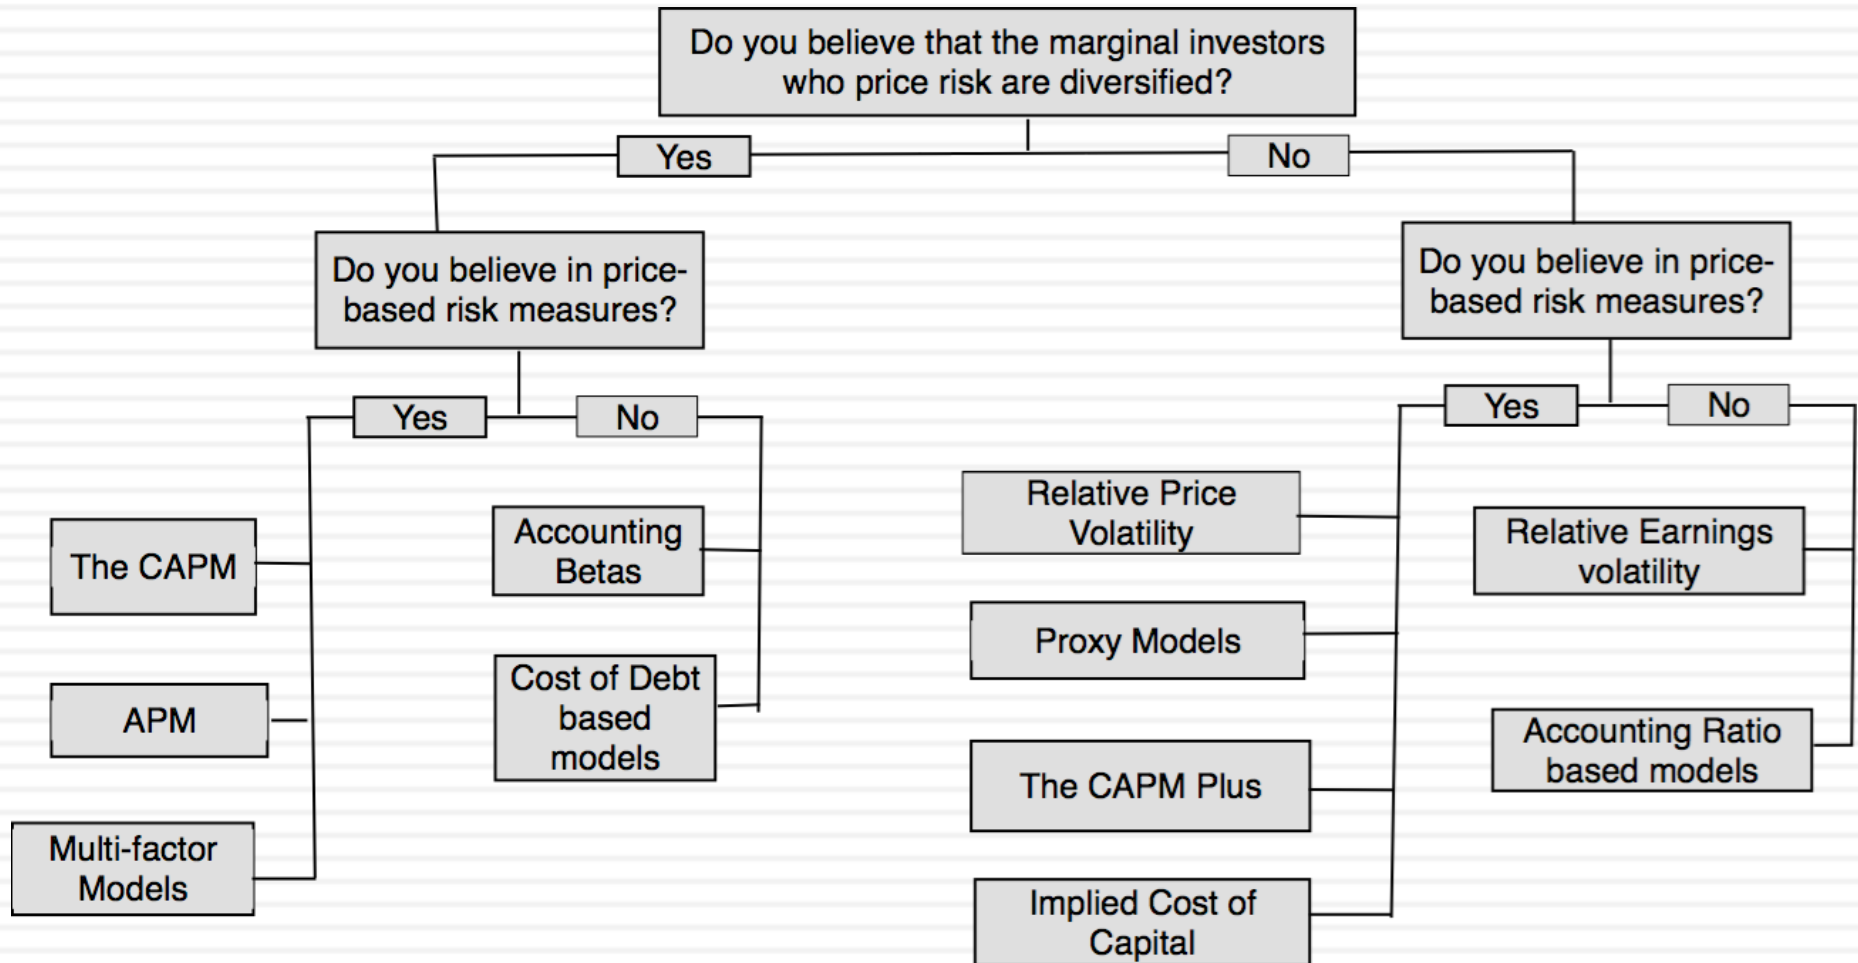 Do you believe that the marginal investors
who price risk are diversified?
Yes
No
Do you believe in price-
based risk measures?
Do you believe in price-
based risk measures?
Yes
No
Yes
No
The CAPM
APM
Multi-factor
Models
Accounting
Betas
Cost of Debt
based
models
Relative Price
Volatility
Proxy Models
The CAPM Plus
Implied Cost of
Capital
Relative Earnings
volatility
Accounting Ratio
based models